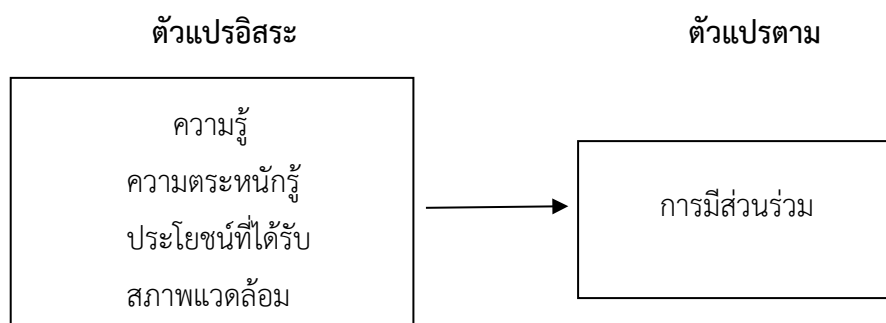 ตัวแปรอิสระ
ตัวแปรตาม
ความรู้
ความตระหนักรู้
ประโยชน์ที่ได้รับ
สภาพแวดล้อม
การมีส่วนร่วม